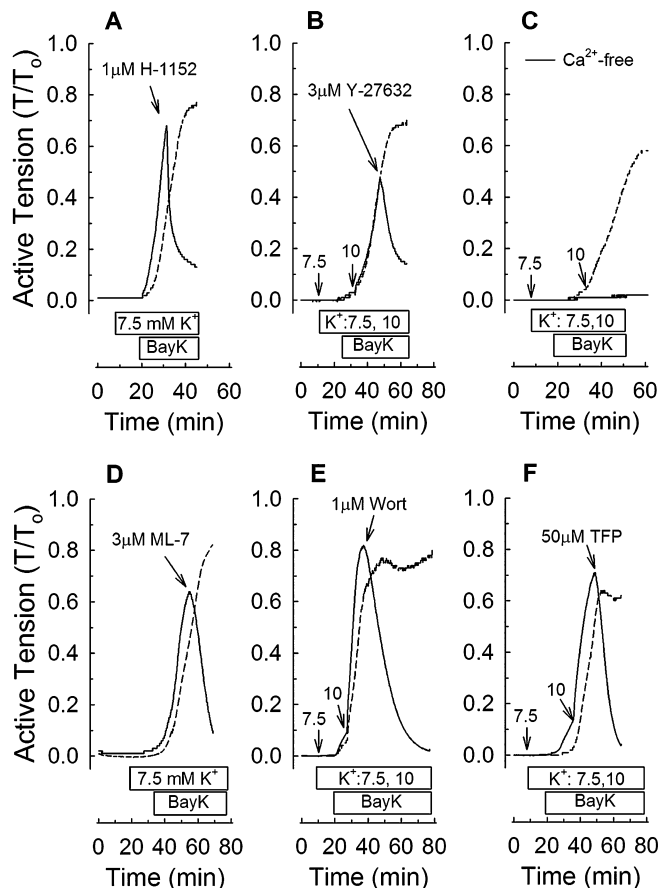 A
B
C
Active Tension (T/To)
1.0
0.8
0.6
0.4
0.2
0.0
1μM H-1152
7.5 mM K+
BayK
0 20 40 60
Time (min)
1.0
0.8
0.6
0.4
0.2
0.0
3μM Y-27632
7.5
10
K+:7.5, 10
BayK
0 20 40 60 80
Time (min)
1.0
0.8
0.6
0.4
0.2
0.0
Ca2+-free
7.5
10
K+: 7.5,10
BayK
0 20 40 60
Time (min)
D
E
F
Active Tension (T/To)
1.0
0.8
0.6
0.4
0.2
0.0
3μM ML-7
7.5 mM K+
BayK
0 20 40 60 80
Time (min)
1.0
0.8
0.6
0.4
0.2
0.0
1μM Wort
7.5
10
K+:7.5, 10
BayK
0 20 40 60 80
Time (min)
1.0
0.8
0.6
0.4
0.2
0.0
50μM TFP
7.5
10
K+: 7.5,10
BayK
0 20 40 60 80
Time (min)